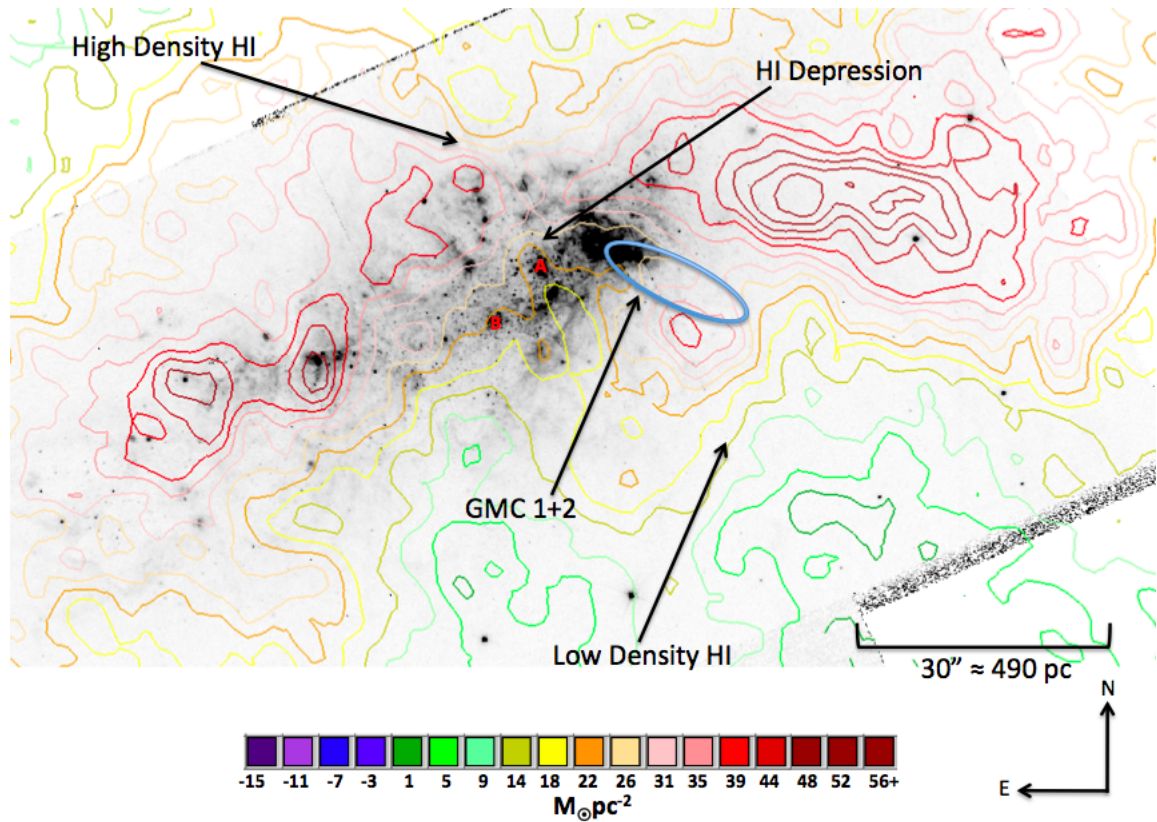 High Density HI
HI Depression
A
B
GMC 1+2
Low Density HI
30” ≈ 490 pc
N
E
-15 -11 -7 -3 1 5 9 14 18 22 26 31 35 39 44 48 52 56+
M☉pc⁻²